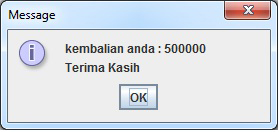 Message
kembalian anda : 500000
Terima Kasih
OK